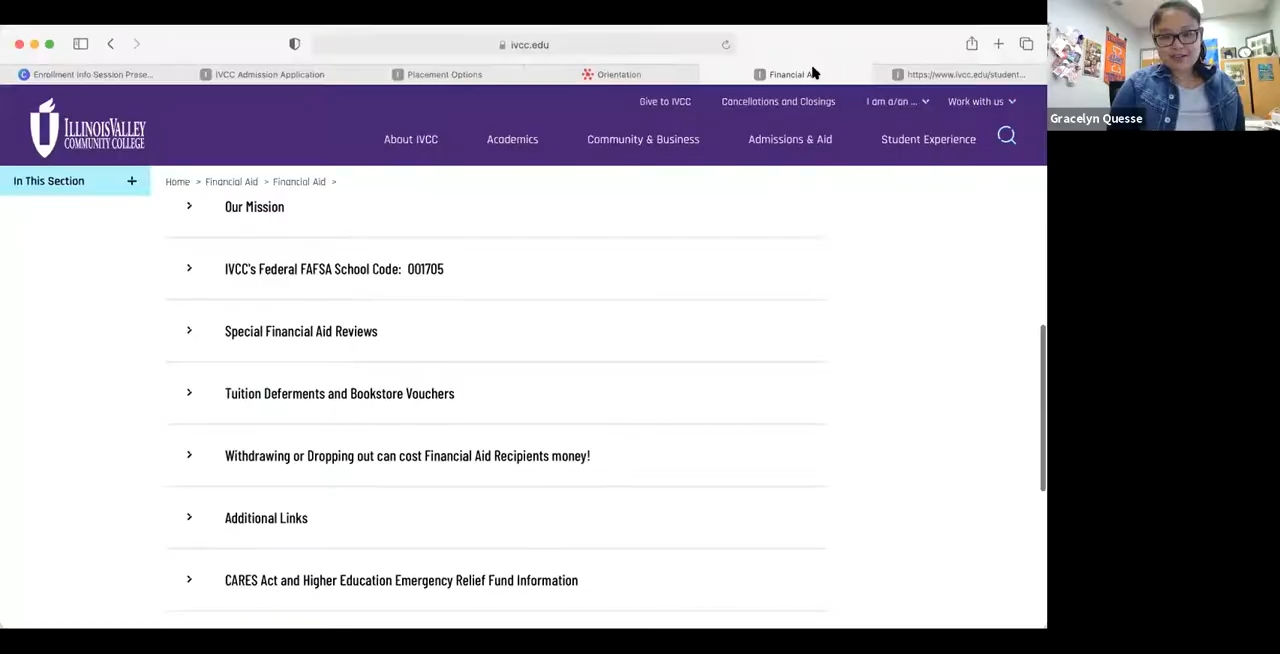 ivcc.edu
Enrollment Info Session Prese...
IVCC Admission Application
Placement Options
Orientation
Financial A
https://www.ivcc.edu/student...
Gracelyn Quesse
Give to IVCC
Cancellations and Closings
I am a/an ...
Work with us
ILLINOIS VALLEY
COMMUNITY COLLEGE
About IVCC
Academics
Community & Business
Admissions & Aid
Student Experience
In This Section +
Home > Financial Aid > Financial Aid >
Our Mission
IVCC's Federal FAFSA School Code: 001705
Special Financial Aid Reviews
Tuition Deferments and Bookstore Vouchers
Withdrawing or Dropping out can cost Financial Aid Recipients money!
Additional Links
CARES Act and Higher Education Emergency Relief Fund Information